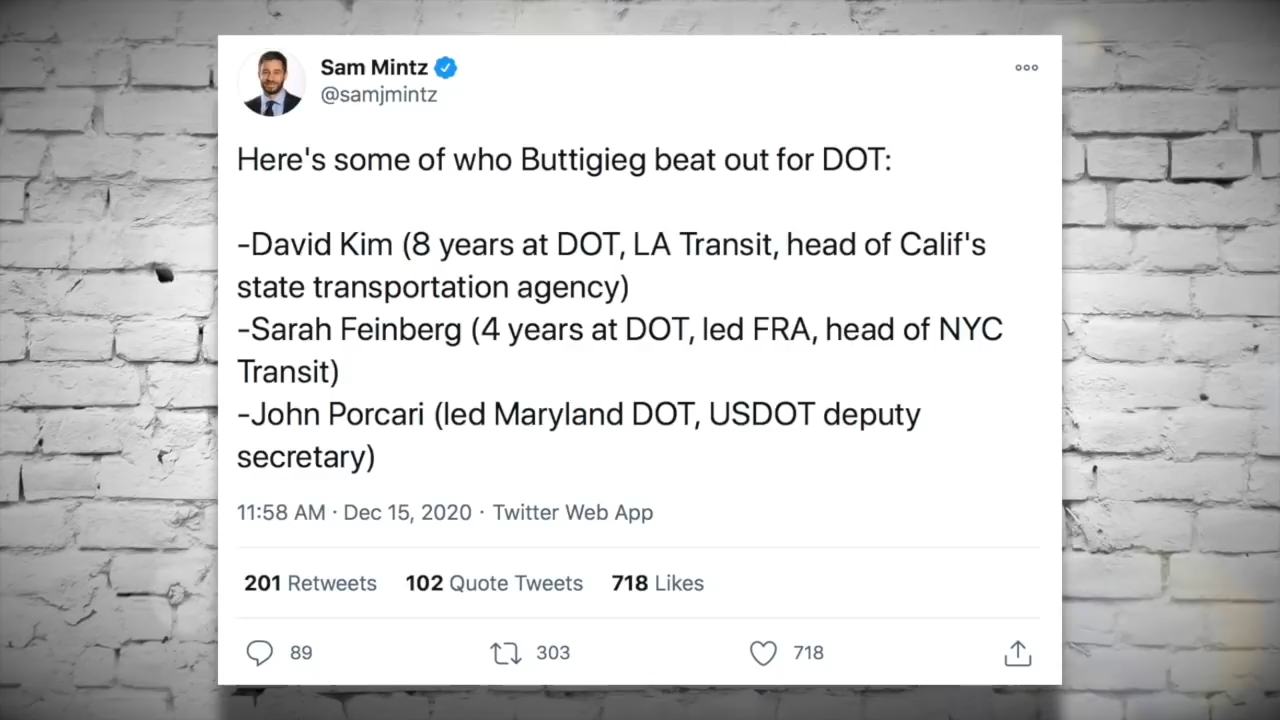 Sam Mintz
@samjmintz
Here's some of who Buttigieg beat out for DOT:
-David Kim (8 years at DOT, LA Transit, head of Calif's
state transportation agency)
-Sarah Feinberg (4 years at DOT, led FRA, head of NYC
Transit)
-John Porcari (led Maryland DOT, USDOT deputy
secretary)
11:58 AM · Dec 15, 2020 · Twitter Web App
201 Retweets 102 Quote Tweets 718 Likes
89 303 718